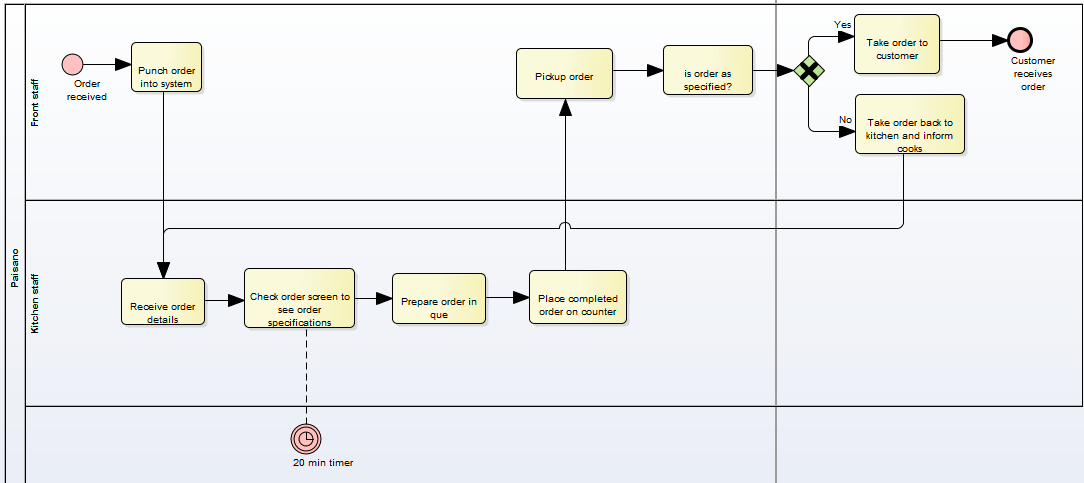 Paisano
Front staff
Order
received
Punch order
into system
Pickup order
is order as
specified?
Yes
Take order to
customer
Customer
receives
order
No
Take order back to
kitchen and inform
cooks
Kitchen staff
Receive order
details
Check order screen to
see order
specifications
Prepare order in
que
Place completed
order on counter
20 min timer